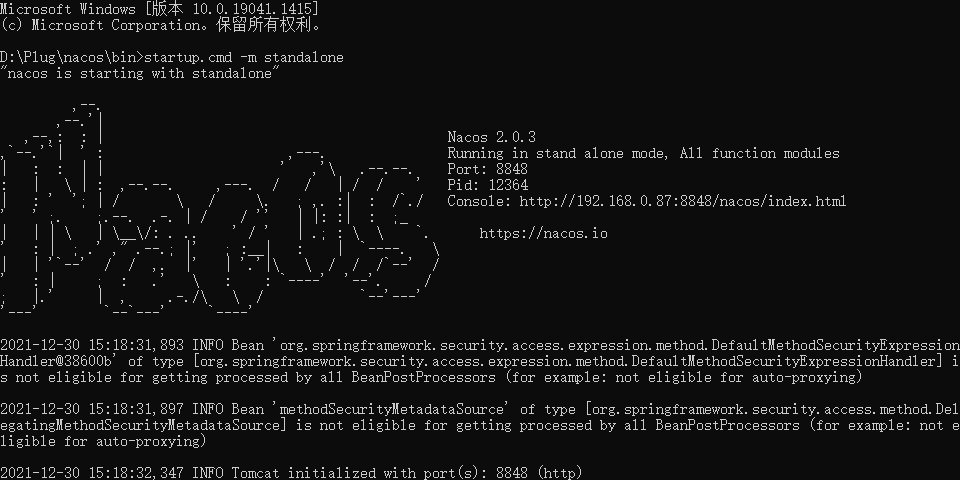 Microsoft Windows [版本 10.0.19041.1415]
(c) Microsoft Corporation。保留所有权利。
D:\Plug\nacos\bin>startup.cmd -m standalone
"nacos is starting with standalone"
Nacos 2.0.3
Running in stand alone mode, All function modules
Port: 8848
Pid: 12364
Console: http://192.168.0.87:8848/nacos/index.html
https://nacos.io
2021-12-30 15:18:31,893 INFO Bean 'org.springframework.security.access.expression.method.DefaultMethodSecurityExpression
Handler@38600b' of type [org.springframework.security.access.expression.method.DefaultMethodSecurityExpressionHandler] i
s not eligible for getting processed by all BeanPostProcessors (for example: not eligible for auto-proxying)
2021-12-30 15:18:31,897 INFO Bean 'methodSecurityMetadataSource' of type [org.springframework.security.access.method.Del
egatingMethodSecurityMetadataSource] is not eligible for getting processed by all BeanPostProcessors (for example: not e
ligible for auto-proxying)
2021-12-30 15:18:32,347 INFO Tomcat initialized with port(s): 8848 (http)